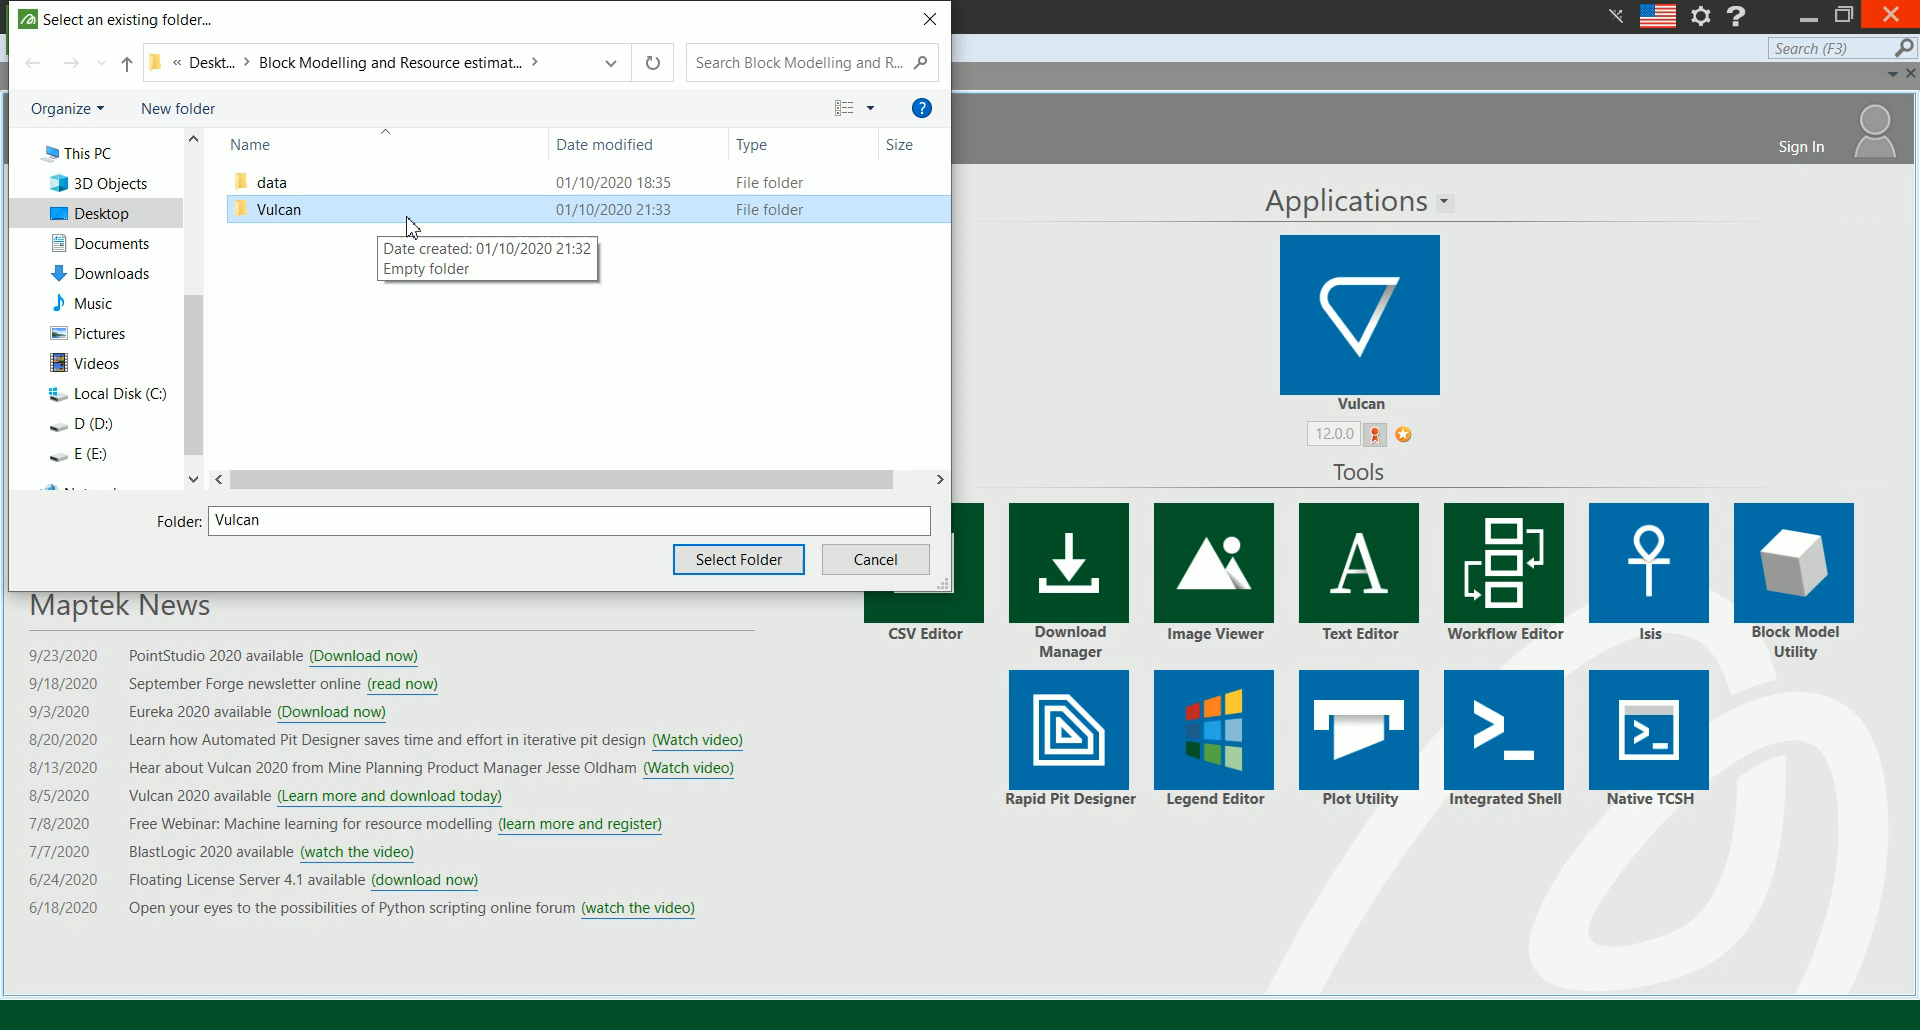 Select an existing folder...
« Deskt... > Block Modelling and Resource estimat... >
Search Block Modelling and R...
Organize
New folder
Name
Date modified
Type
Size
data
01/10/2020 18:35
File folder
Vulcan
01/10/2020 21:33
File folder
Date created: 01/10/2020 21:32
Empty folder
This PC
3D Objects
Desktop
Documents
Downloads
Music
Pictures
Videos
Local Disk (C:)
D (D:)
E (E:)
Folder:
Vulcan
Select Folder
Cancel
Search (F3)
Sign In
Applications
Vulcan
12.0.0
Tools
CSV Editor
Download
Manager
Image Viewer
Text Editor
Workflow Editor
Isis
Block Model
Utility
Rapid Pit Designer
Legend Editor
Plot Utility
Integrated Shell
Native TCSH
Maptek News
9/23/2020 PointStudio 2020 available (Download now)
9/18/2020 September Forge newsletter online (read now)
9/3/2020 Eureka 2020 available (Download now)
8/20/2020 Learn how Automated Pit Designer saves time and effort in iterative pit design (Watch video)
8/13/2020 Hear about Vulcan 2020 from Mine Planning Product Manager Jesse Oldham (Watch video)
8/5/2020 Vulcan 2020 available (Learn more and download today)
7/8/2020 Free Webinar: Machine learning for resource modelling (learn more and register)
7/7/2020 BlastLogic 2020 available (watch the video)
6/24/2020 Floating License Server 4.1 available (download now)
6/18/2020 Open your eyes to the possibilities of Python scripting online forum (watch the video)